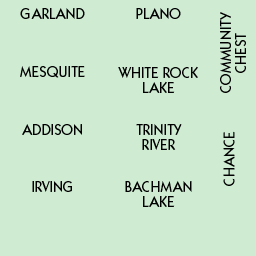 GARLAND
PLANO
MESQUITE
WHITE ROCK
LAKE
ADDISON
TRINITY
RIVER
IRVING
BACHMAN
LAKE
COMMUNITY
CHEST
CHANCE